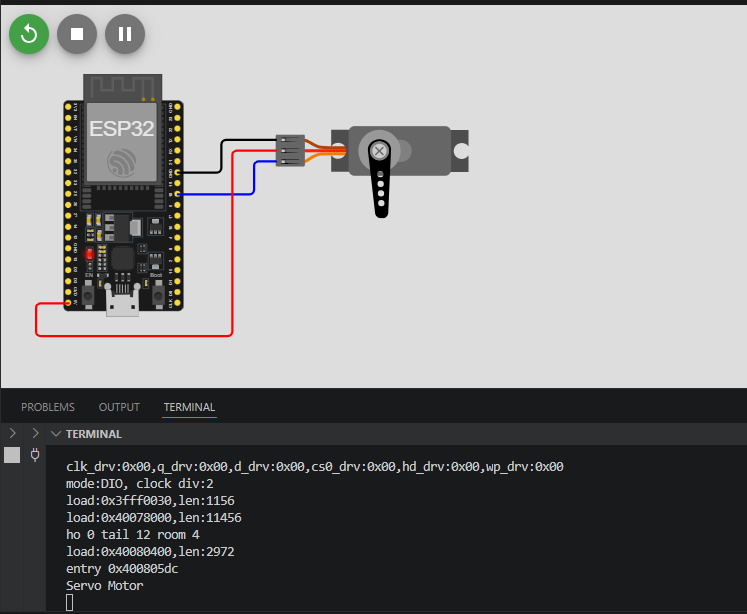 ESP32
EN
Boot
PROBLEMS
OUTPUT
TERMINAL
TERMINAL
clk_drv:0x00,q_drv:0x00,d_drv:0x00,cs0_drv:0x00,hd_drv:0x00,wp_drv:0x00
mode:DIO, clock div:2
load:0x3fff0030,len:1156
load:0x40078000,len:11456
ho 0 tail 12 room 4
load:0x40080400,len:2972
entry 0x400805dc
Servo Motor